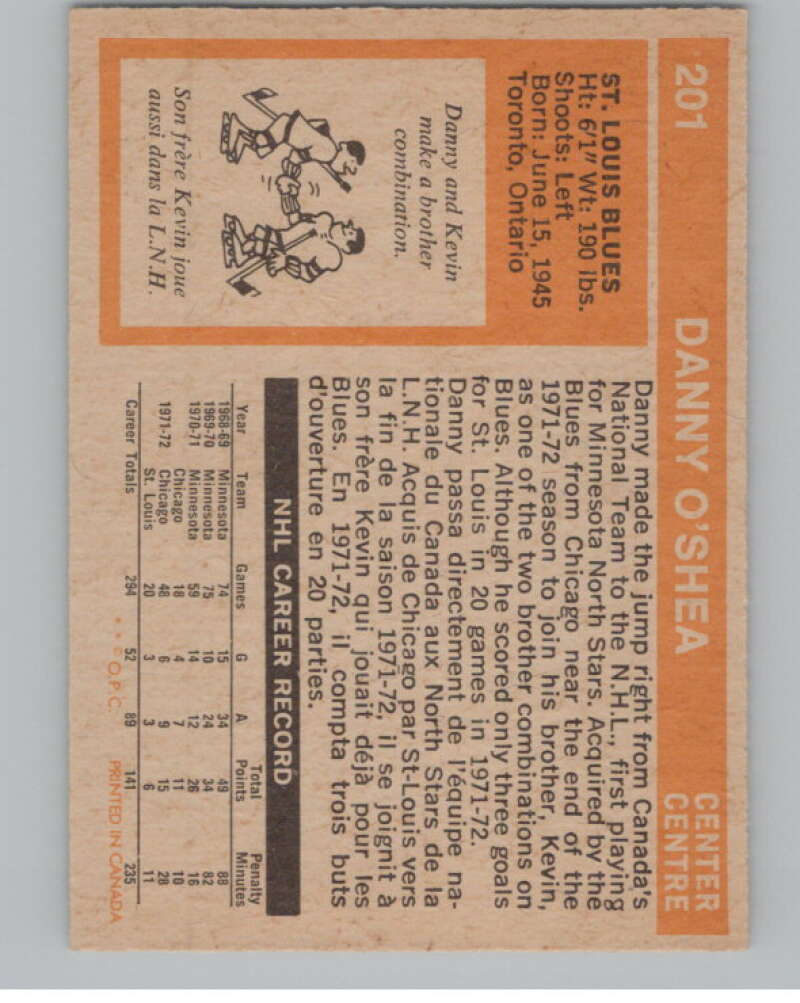 201 DANNY O'SHEA CENTER
CENTRE
ST. LOUIS BLUES
Ht: 6'1" Wt: 190 lbs.
Shoots: Left
Born: June 15, 1945
Toronto, Ontario
Danny and Kevin
make a brother
combination.
Son frère Kevin joue
aussi dans la L.N.H.
Danny made the jump right from Canada's
National Team to the N.H.L., first playing
for Minnesota North Stars. Acquired by the
Blues from Chicago near the end of the
1971-72 season to join his brother, Kevin,
as one of the two brother combinations on
Blues. Although he scored only three goals
for St. Louis in 20 games in 1971-72.
Danny passa directement de l'équipe na-
tionale du Canada aux North Stars de la
L.N.H. Acquis de Chicago par St-Louis vers
la fin de la saison 1971-72, il se joignit à
son frère Kevin qui jouait déjà pour les
Blues. En 1971-72, il compta trois buts
d'ouverture en 20 parties.
NHL CAREER RECORD
Year Team Games G A Total Points Penalty Minutes
1968-69 Minnesota 74 15 34 49 88
1969-70 Minnesota 75 10 24 34 82
1970-71 Minnesota 59 14 12 26 16
Chicago 18 4 7 11 10
1971-72 Chicago 48 6 9 15 28
St. Louis 20 3 3 6 11
Career Totals 294 52 89 141 235
* * © O.P.C. PRINTED IN CANADA